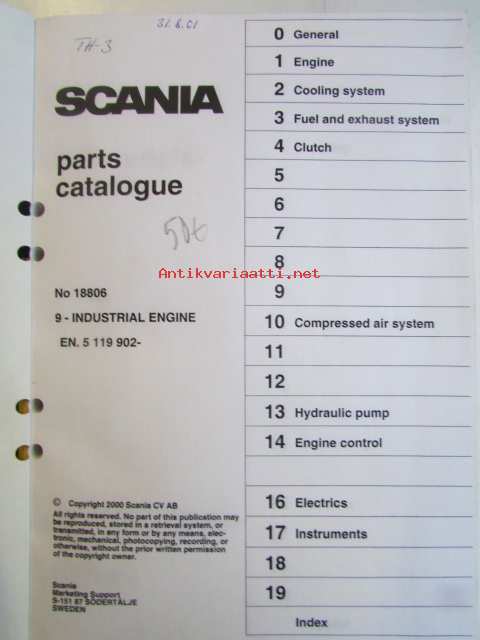 31.8.01
TH-3
SCANIA
parts
catalogue
50€
No 18806
9 - INDUSTRIAL ENGINE
EN. 5 119 902-
© Copyright 2000 Scania CV AB
All rights reserved. No part of this publication may
be reproduced, stored in a retrieval system, or
transmitted, in any form or by any means, elec-
tronic, mechanical, photocopying, recording, or
otherwise, without the prior written permission
of the copyright owner.
Scania
Marketing Support
S-151 87 SÖDERTÄLJE
SWEDEN
0 General
1 Engine
2 Cooling system
3 Fuel and exhaust system
4 Clutch
5
6
7
8
9
10 Compressed air system
11
12
13 Hydraulic pump
14 Engine control
16 Electrics
17 Instruments
18
19
Index
Antikvariaatti.net